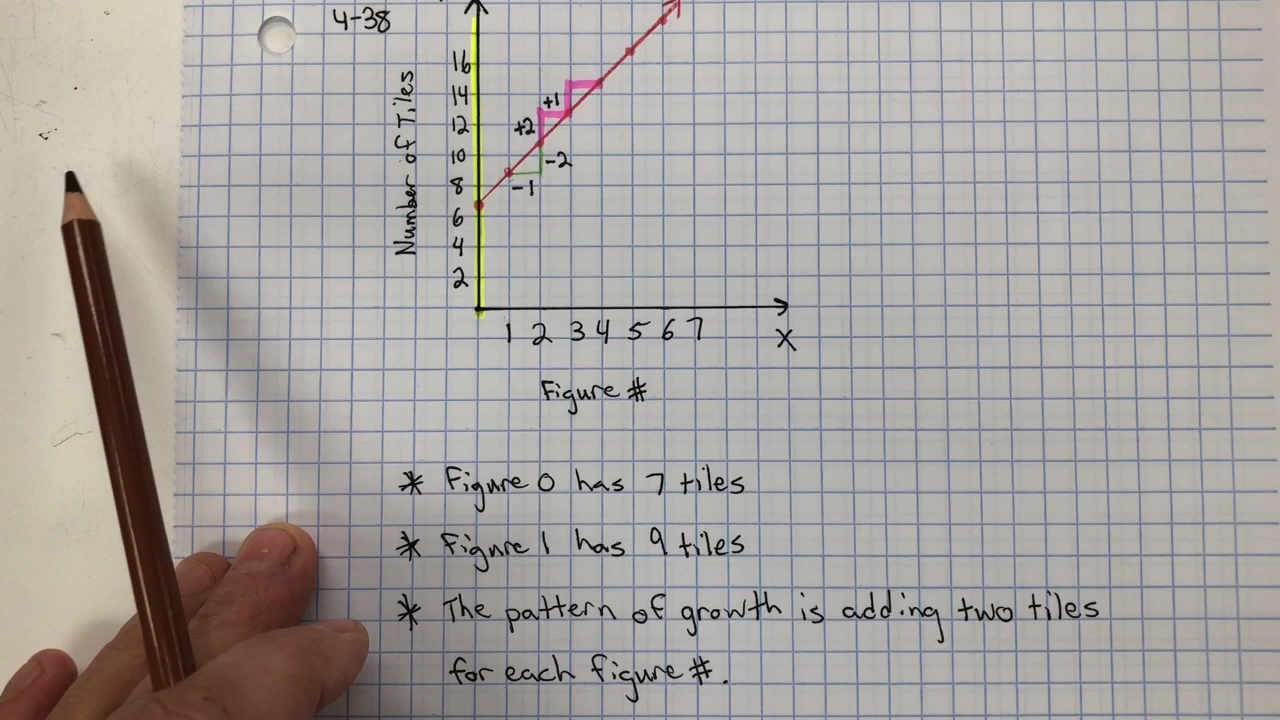 4-38
Number of Tiles
16
14
12
10
8
6
4
2
+1
+2
-2
-1
1 2 3 4 5 6 7
X
Figure #
* Figure 0 has 7 tiles
* Figure 1 has 9 tiles
* The pattern of growth is adding two tiles
for each figure #.